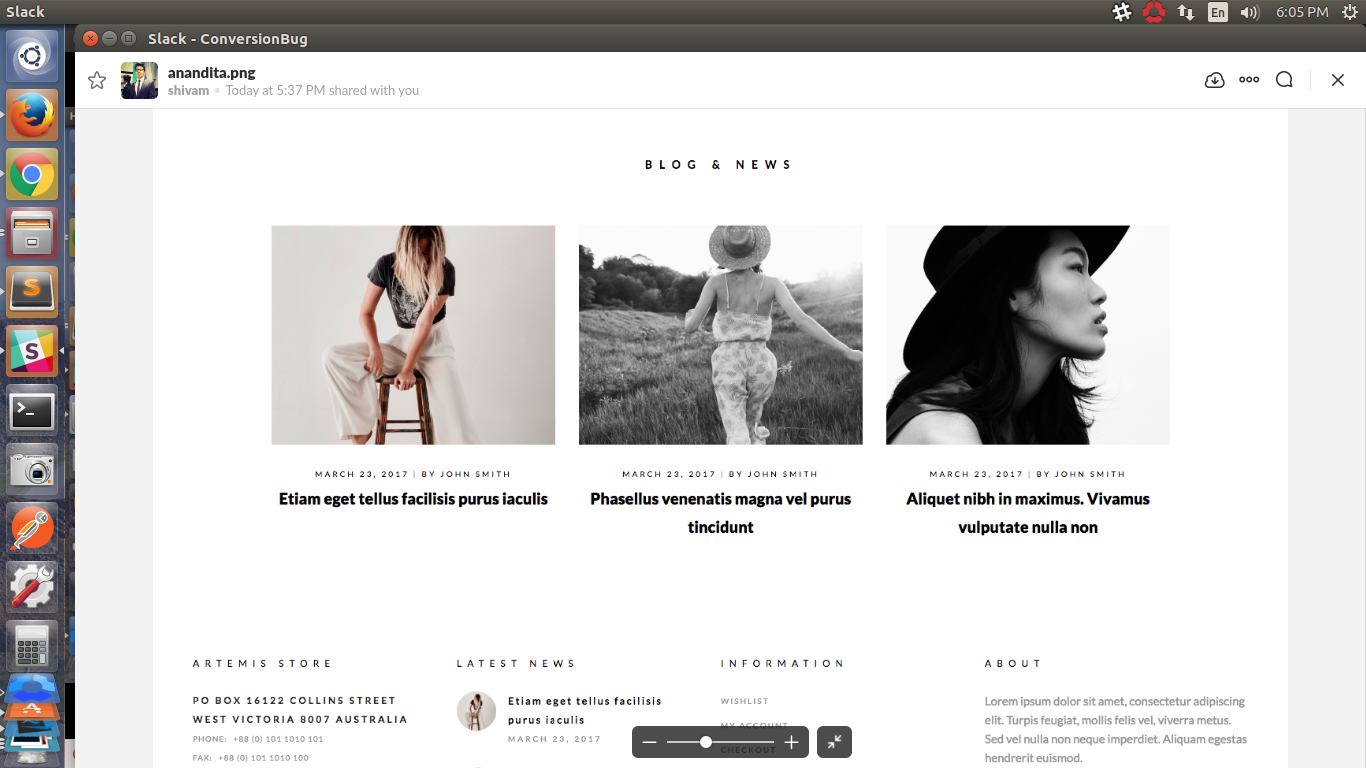 Slack
En
6:05 PM
Slack - ConversionBug
anandita.png
shivam Today at 5:37 PM shared with you
BLOG & NEWS
MARCH 23, 2017 | BY JOHN SMITH
Etiam eget tellus facilisis purus iaculis
MARCH 23, 2017 | BY JOHN SMITH
Phasellus venenatis magna vel purus
tincidunt
MARCH 23, 2017 | BY JOHN SMITH
Aliquet nibh in maximus. Vivamus
vulputate nulla non
ARTEMIS STORE
PO BOX 16122 COLLINS STREET
WEST VICTORIA 8007 AUSTRALIA
PHONE: +88 (0) 101 1010 101
FAX: +88 (0) 101 1010 100
LATEST NEWS
Etiam eget tellus facilisis
purus iaculis
MARCH 23, 2017
INFORMATION
WISHLIST
MY ACCOUNT
CHECKOUT
ABOUT
Lorem ipsum dolor sit amet, consectetur adipiscing
elit. Turpis feugiat, mollis felis vel, viverra metus.
Sed vel nulla non neque imperdiet. Aliquam egestas
hendrerit euismod.